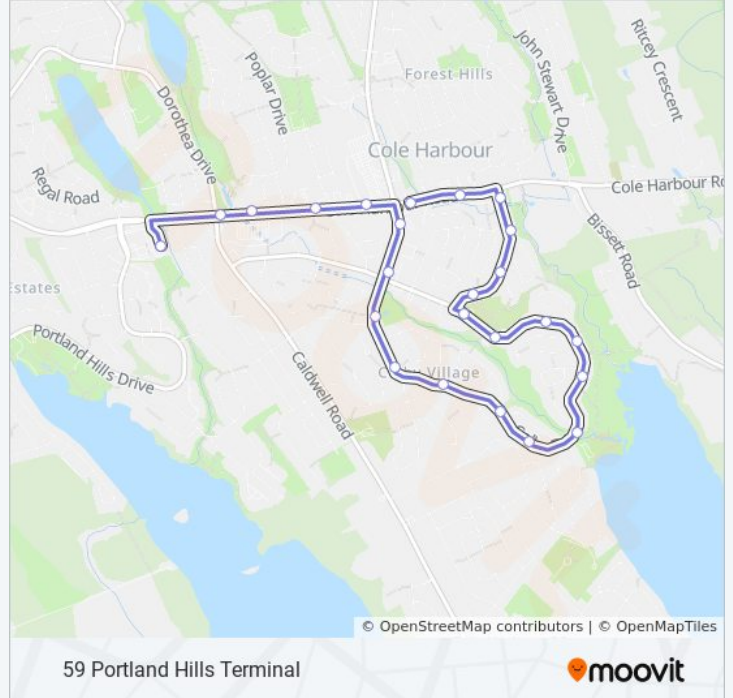 Ritcey Crescent
John Stewart Drive
Poplar Drive
Forest Hills
Dorothea Drive
Cole Harbour
Regal Road
Cole Harbour Ro
Bissett Road
Estates
Portland Hills Drive
Caldwell Road
Village
© OpenStreetMap contributors | © OpenMapTiles
59 Portland Hills Terminal
moovit